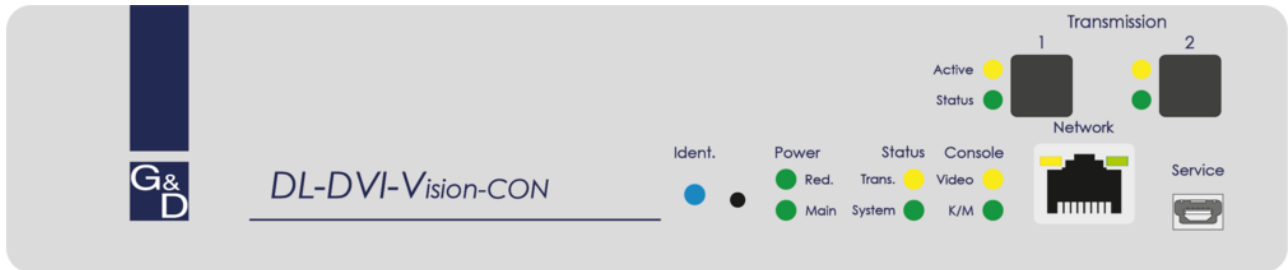 Transmission
1 2
Active
Status
Network
Ident. Power Status Console
Service
G&D
DL-DVI-Vision-CON
Red. Trans. Video
Main System K/M